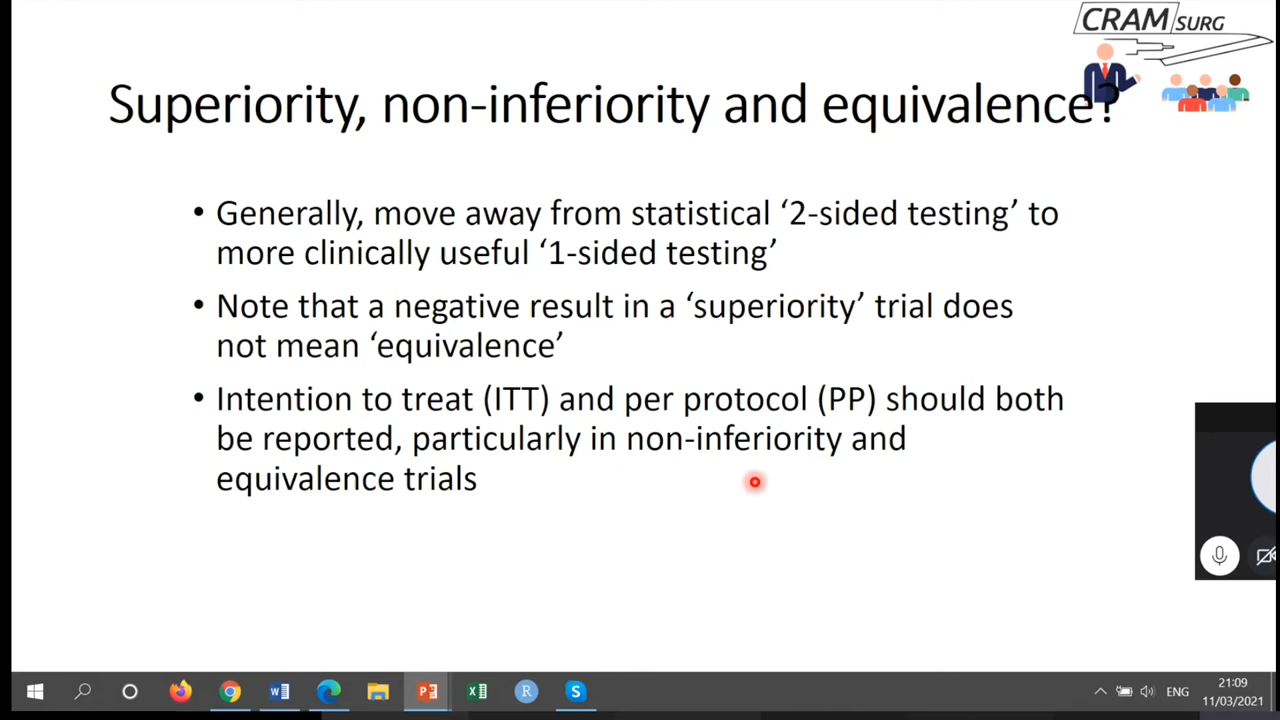 CRAM SURG
Superiority, non-inferiority and equivalence?
• Generally, move away from statistical ‘2-sided testing’ to
more clinically useful ‘1-sided testing’
• Note that a negative result in a ‘superiority’ trial does
not mean ‘equivalence’
• Intention to treat (ITT) and per protocol (PP) should both
be reported, particularly in non-inferiority and
equivalence trials
ENG
21:09
11/03/2021